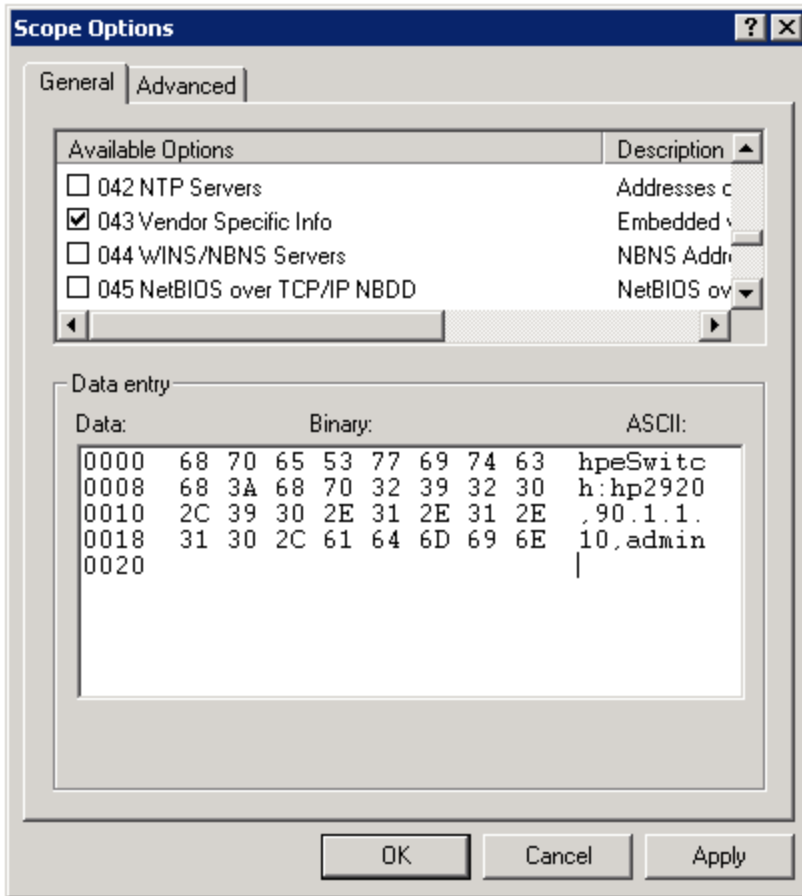 Scope Options
General Advanced
Available Options Description
042 NTP Servers Addresses o
043 Vendor Specific Info Embedded v
044 WINS/NBNS Servers NBNS Addr
045 NetBIOS over TCP/IP NBDD NetBIOS ov
Data entry
Data: Binary: ASCII:
0000 68 70 65 53 77 69 74 63 hpeSwitc
0008 68 3A 68 70 32 39 32 30 h:hp2920
0010 2C 39 30 2E 31 2E 31 2E ,90.1.1.
0018 31 30 2C 61 64 6D 69 6E 10,admin
0020
OK Cancel Apply